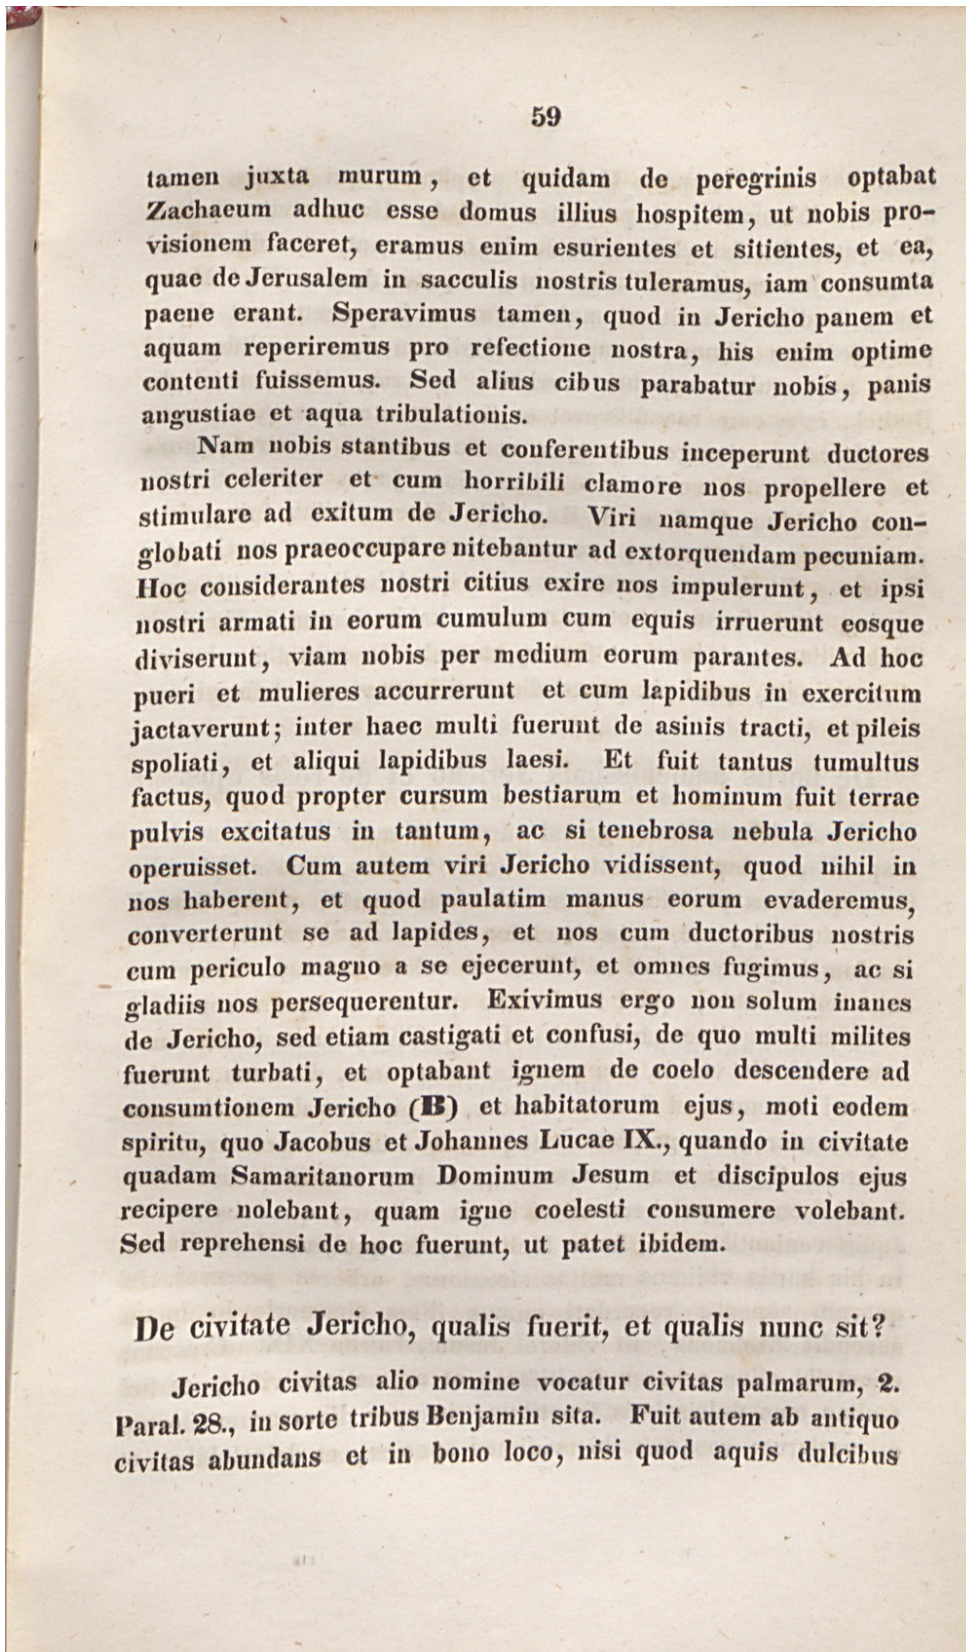 59
tamen juxta murum, et quidam de peregrinis optabat
Zachaeum adhuc esse domus illius hospitem, ut nobis pro-
visionem faceret, eramus enim esurientes et sitientes, et ea,
quae de Jerusalem in sacculis nostris tuleramus, iam consumta
paene erant. Speravimus tamen, quod in Jericho panem et
aquam reperiremus pro refectione nostra, his enim optime
contenti fuissemus. Sed alius cibus parabatur nobis, panis
angustiae et aqua tribulationis.
Nam nobis stantibus et conferentibus inceperunt ductores
nostri celeriter et cum horribili clamore nos propellere et
stimulare ad exitum de Jericho. Viri namque Jericho con-
globati nos praeoccupare nitebantur ad extorquendam pecuniam.
Hoc considerantes nostri citius exire nos impulerunt, et ipsi
nostri armati in eorum cumulum cum equis irruerunt eosque
diviserunt, viam nobis per medium eorum parantes. Ad hoc
pueri et mulieres accurrerunt et cum lapidibus in exercitum
jactaverunt; inter haec multi fuerunt de asinis tracti, et pileis
spoliati, et aliqui lapidibus laesi. Et fuit tantus tumultus
factus, quod propter cursum bestiarum et hominum fuit terrae
pulvis excitatus in tantum, ac si tenebrosa nebula Jericho
operuisset. Cum autem viri Jericho vidissent, quod nihil in
nos haberent, et quod paulatim manus eorum evaderemus,
converterunt se ad lapides, et nos cum ductoribus nostris
cum periculo magno a se ejecerunt, et omnes fugimus, ac si
gladiis nos persequerentur. Exivimus ergo non solum inanes
de Jericho, sed etiam castigati et confusi, de quo multi milites
fuerunt turbati, et optabant ignem de coelo descendere ad
consumtionem Jericho (B) et habitatorum ejus, moti eodem
spiritu, quo Jacobus et Johannes Lucae IX., quando in civitate
quadam Samaritanorum Dominum Jesum et discipulos ejus
recipere nolebant, quam igne coelesti consumere volebant.
Sed reprehensi de hoc fuerunt, ut patet ibidem.
De civitate Jericho, qualis fuerit, et qualis nunc sit?
Jericho civitas alio nomine vocatur civitas palmarum, 2.
Paral. 28., in sorte tribus Benjamin sita. Fuit autem ab antiquo
civitas abundans et in bono loco, nisi quod aquis dulcibus